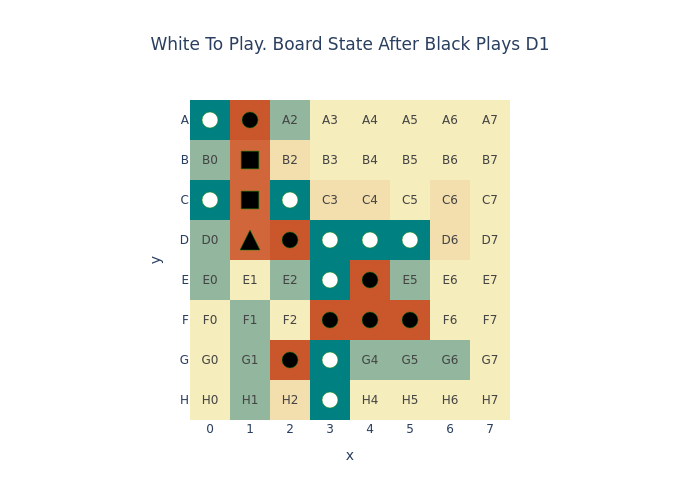 White To Play. Board State After Black Plays D1
A A2 A3 A4 A5 A6 A7
B B0 B2 B3 B4 B5 B6 B7
C C3 C4 C5 C6 C7
D D0 D6 D7
E E0 E1 E2 E5 E6 E7
F F0 F1 F2 F6 F7
G G0 G1 G4 G5 G6 G7
H H0 H1 H2 H4 H5 H6 H7
0 1 2 3 4 5 6 7
x
y